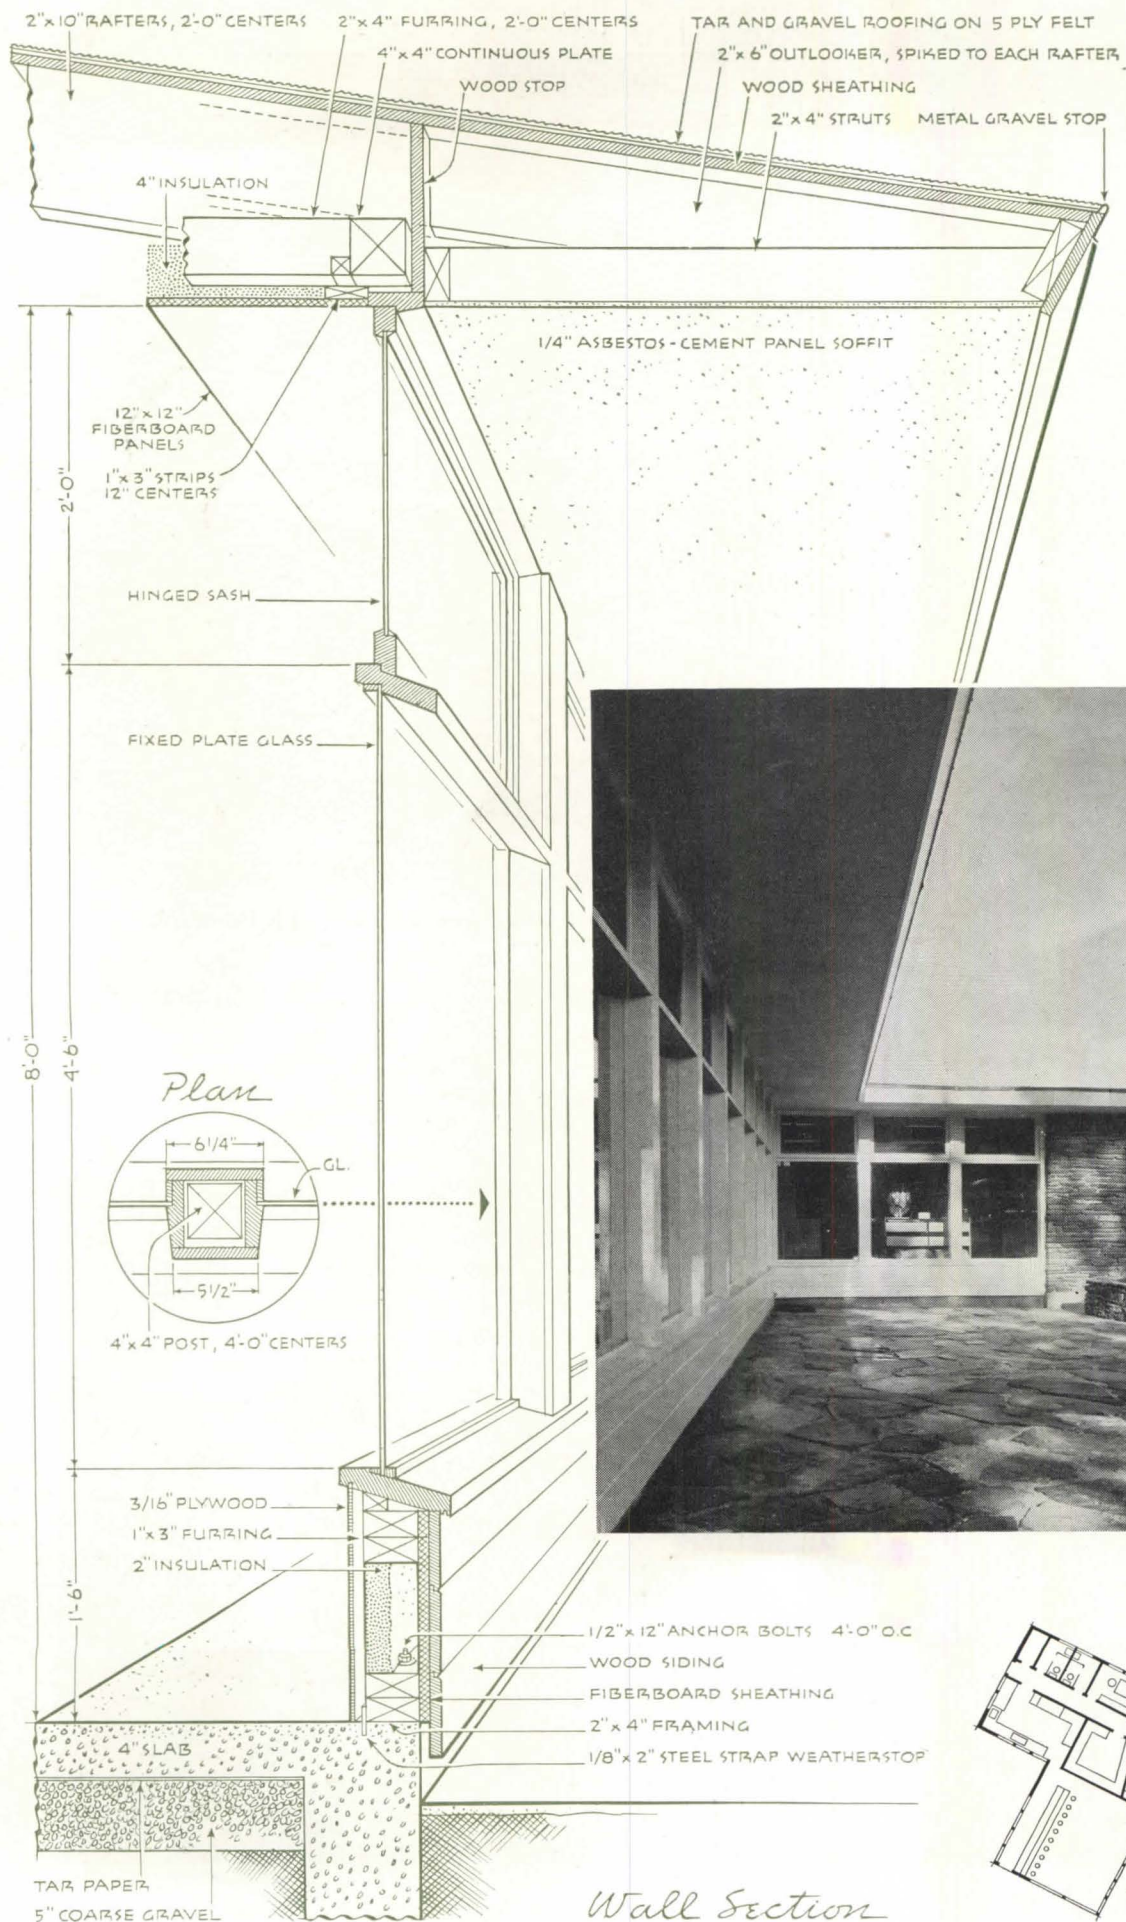 2"x10" RAFTERS, 2'-0" CENTERS
2"x4" FURRING, 2'-0" CENTERS
TAR AND GRAVEL ROOFING ON 5 PLY FELT
4"x4" CONTINUOUS PLATE
2"x6" OUTLOOKER, SPIKED TO EACH RAFTER
WOOD STOP
WOOD SHEATHING
2"x4" STRUTS
METAL GRAVEL STOP
4" INSULATION
1/4" ASBESTOS-CEMENT PANEL SOFFIT
12"x12"
FIBERBOARD
PANELS
1"x3" STRIPS
12" CENTERS
2'-0"
HINGED SASH
FIXED PLATE GLASS
8'-0"
4'-6"
Plan
6 1/4"
GL.
5 1/2"
4"x4" POST, 4'-0" CENTERS
3/16" PLYWOOD
1"x3" FURRING
2" INSULATION
1'-6"
1/2"x12" ANCHOR BOLTS 4'-0" O.C
WOOD SIDING
FIBERBOARD SHEATHING
2"x4" FRAMING
1/8"x2" STEEL STRAP WEATHERSTOP
4" SLAB
TAR PAPER
5" COARSE GRAVEL
Wall Section